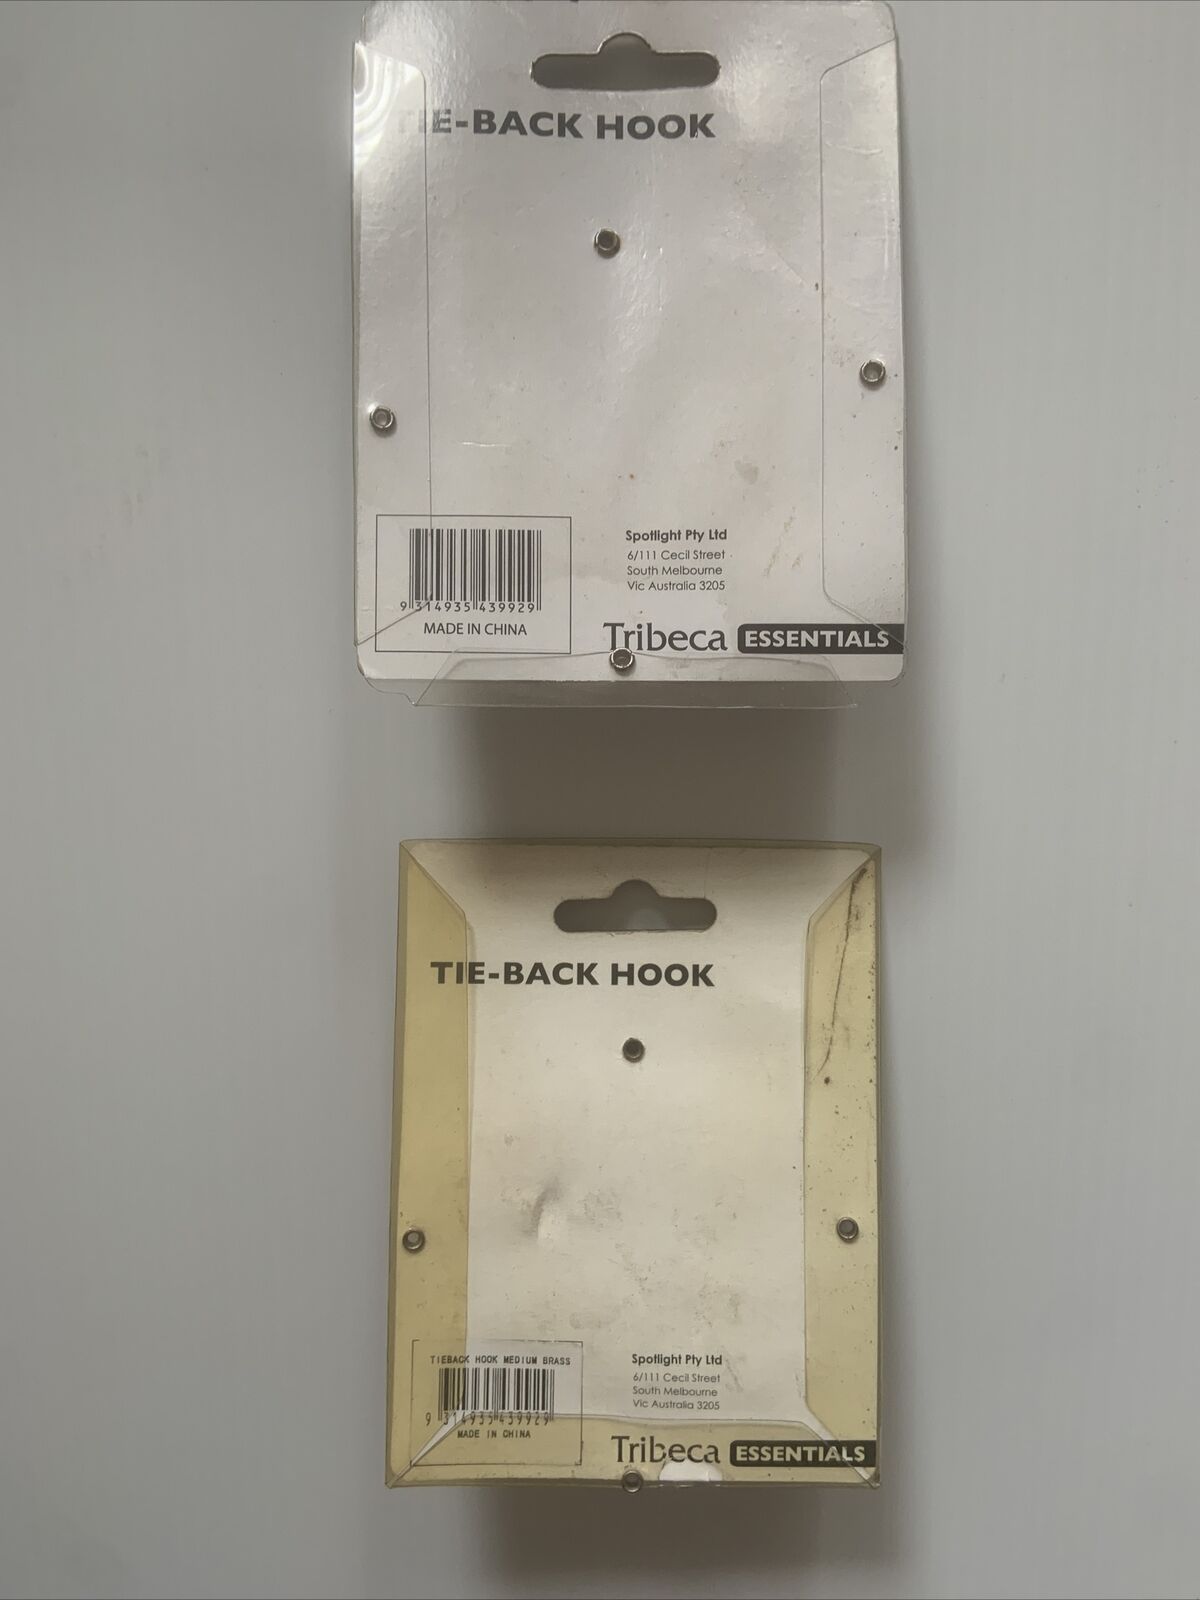 TIE-BACK HOOK
9 314935 439929
MADE IN CHINA
Spotlight Pty Ltd
6/111 Cecil Street
South Melbourne
Vic Australia 3205
Tribeca ESSENTIALS
TIE-BACK HOOK
TIEBACK HOOK MEDIUM BRASS
9 314935 439929
MADE IN CHINA
Spotlight Pty Ltd
6/111 Cecil Street
South Melbourne
Vic Australia 3205
Tribeca ESSENTIALS